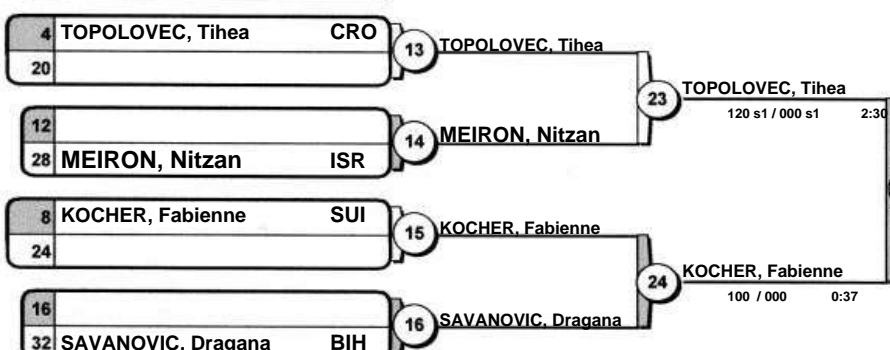 4 TOPOLOVEC, Tihea CRO
20
13
TOPOLOVEC, Tihea
23
TOPOLOVEC, Tihea
120 s1 / 000 s1 2:30
12
28 MEIRON, Nitzan ISR
14
MEIRON, Nitzan
8 KOCHER, Fabienne SUI
24
15
KOCHER, Fabienne
24
KOCHER, Fabienne
100 / 000 0:37
16
32 SAVANOVIC, Dragana BIH
16
SAVANOVIC, Dragana